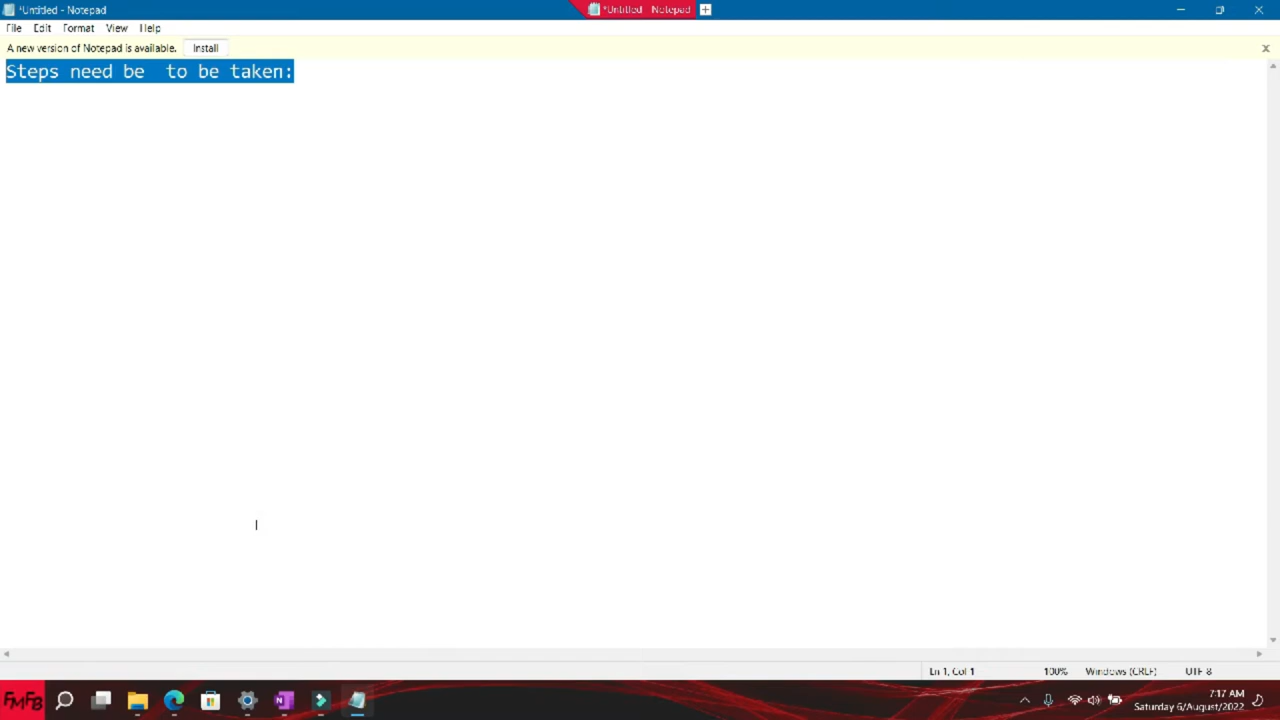 *Untitled - Notepad
*Untitled - Notepad
File Edit Format View Help
A new version of Notepad is available. Install
Steps need be  to be taken:
Ln 1, Col 1 100% Windows (CRLF) UTF-8
FMFB
7:17 AM
Saturday 6/August/2022